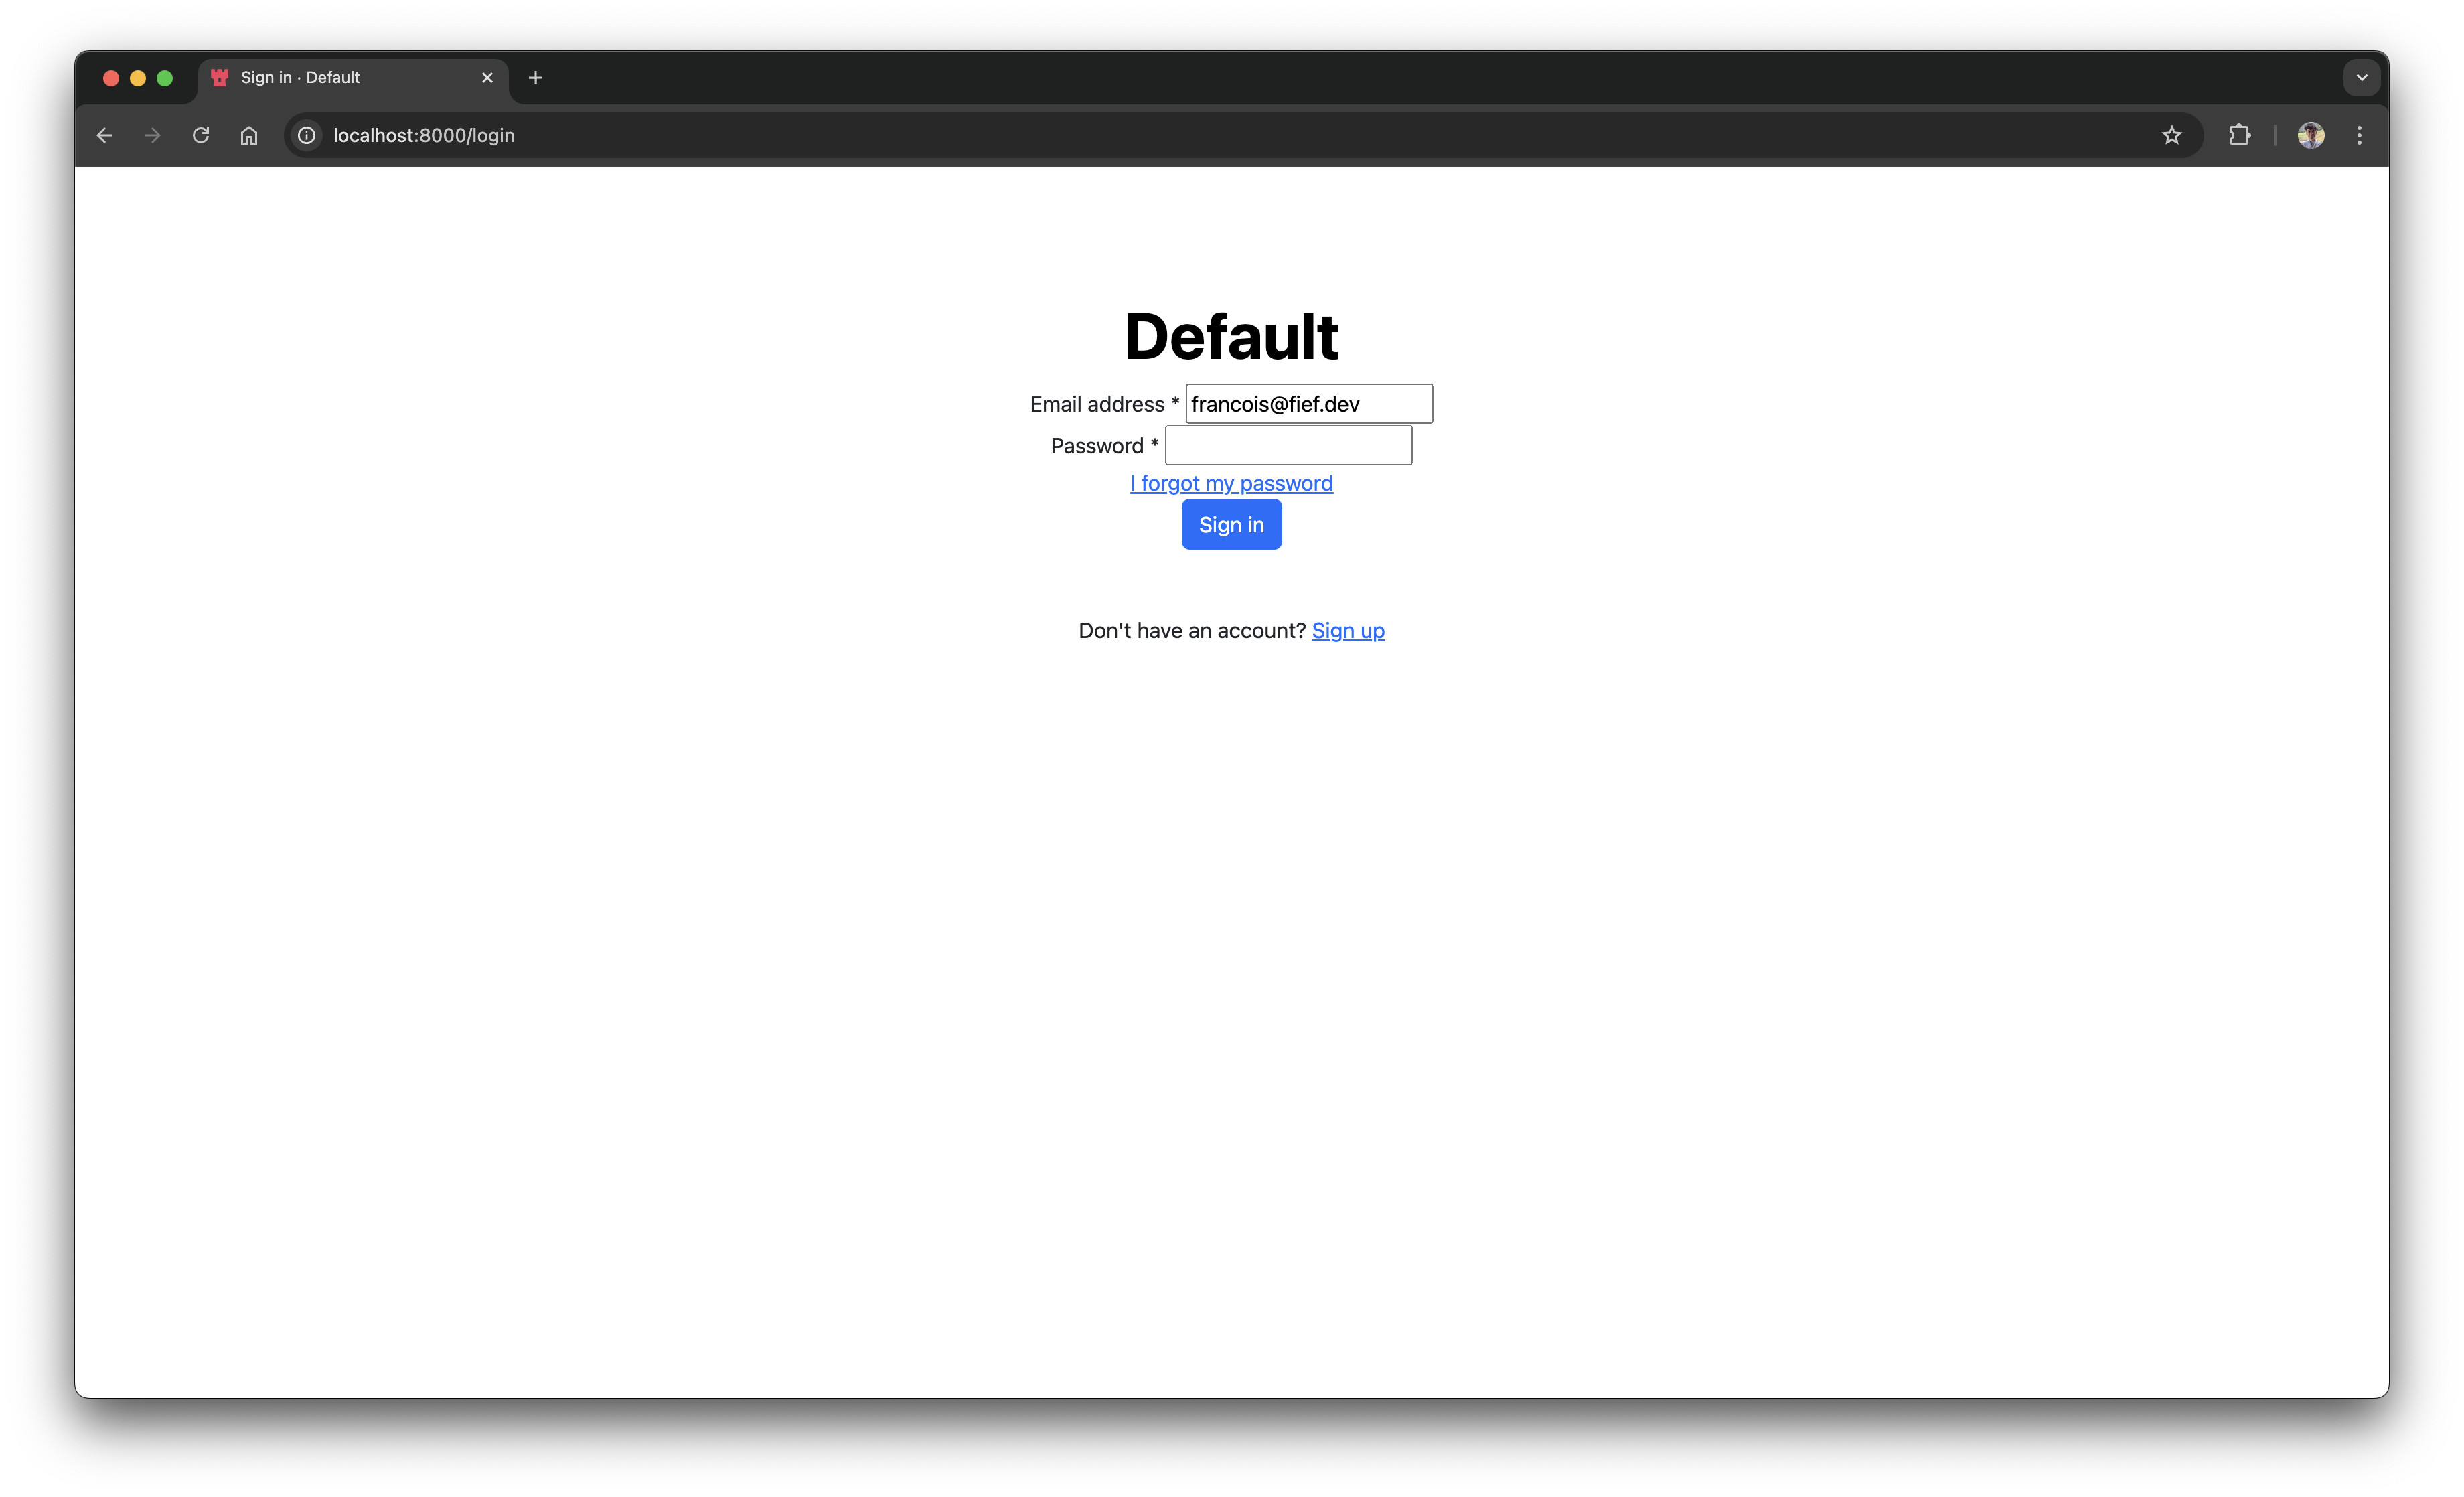 Sign in · Default
localhost:8000/login
Default
Email address * francois@fief.dev
Password *
I forgot my password
Sign in
Don't have an account? Sign up